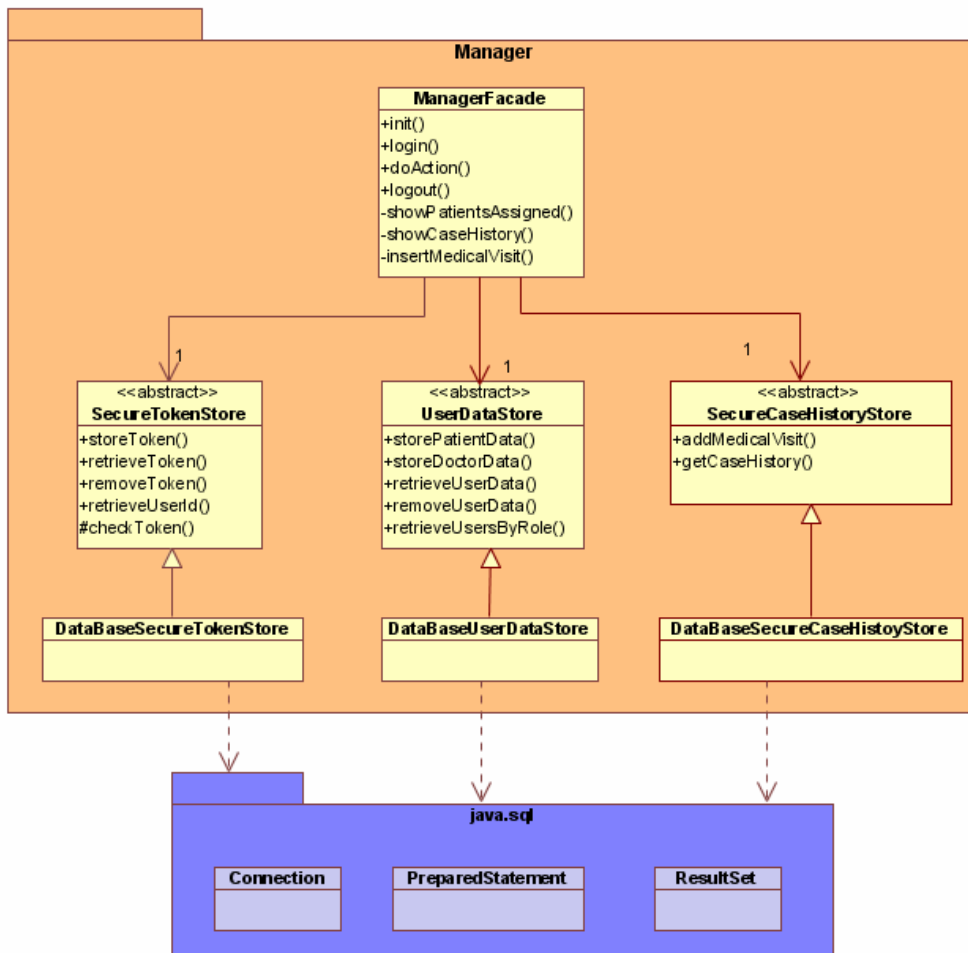 Manager
ManagerFacade
+init()
+login()
+doAction()
+logout()
-showPatientsAssigned()
-showCaseHistory()
-insertMedicalVisit()
1
1
1
<<abstract>>
SecureTokenStore
+storeToken()
+retrieveToken()
+removeToken()
+retrieveUserId()
#checkToken()
<<abstract>>
UserDataStore
+storePatientData()
+storeDoctorData()
+retrieveUserData()
+removeUserData()
+retrieveUsersByRole()
<<abstract>>
SecureCaseHistoryStore
+addMedicalVisit()
+getCaseHistory()
DataBaseSecureTokenStore
DataBaseUserDataStore
DataBaseSecureCaseHistoyStore
java.sql
Connection
PreparedStatement
ResultSet